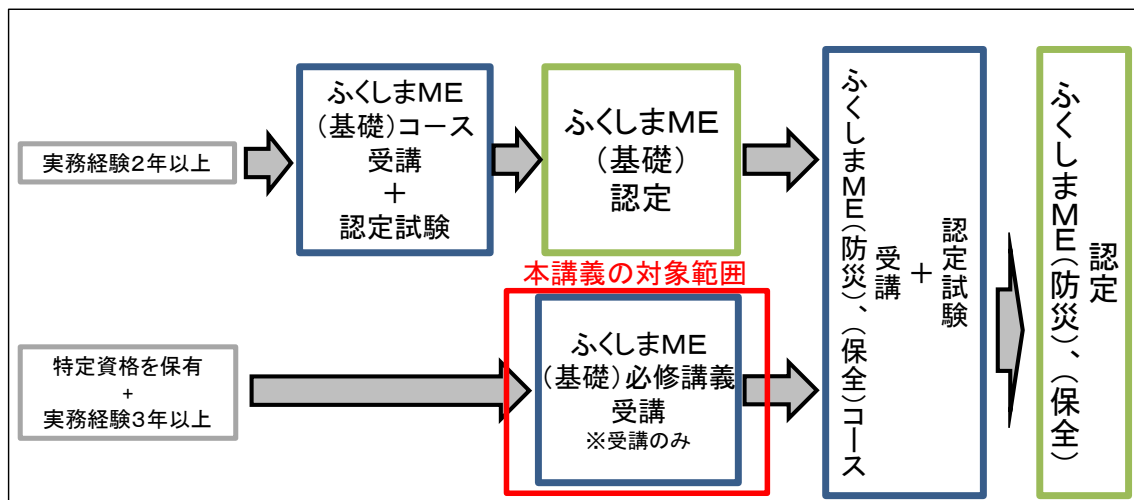 実務経験2年以上
ふくしまME
(基礎)コース
受講
+
認定試験
ふくしまME
(基礎)
認定
本講義の対象範囲
特定資格を保有
+
実務経験3年以上
ふくしまME
(基礎)必修講義
受講
※受講のみ
ふくしまME(防災)、(保全)コース
受講
+
認定試験
ふくしまME(防災)、(保全)
認定